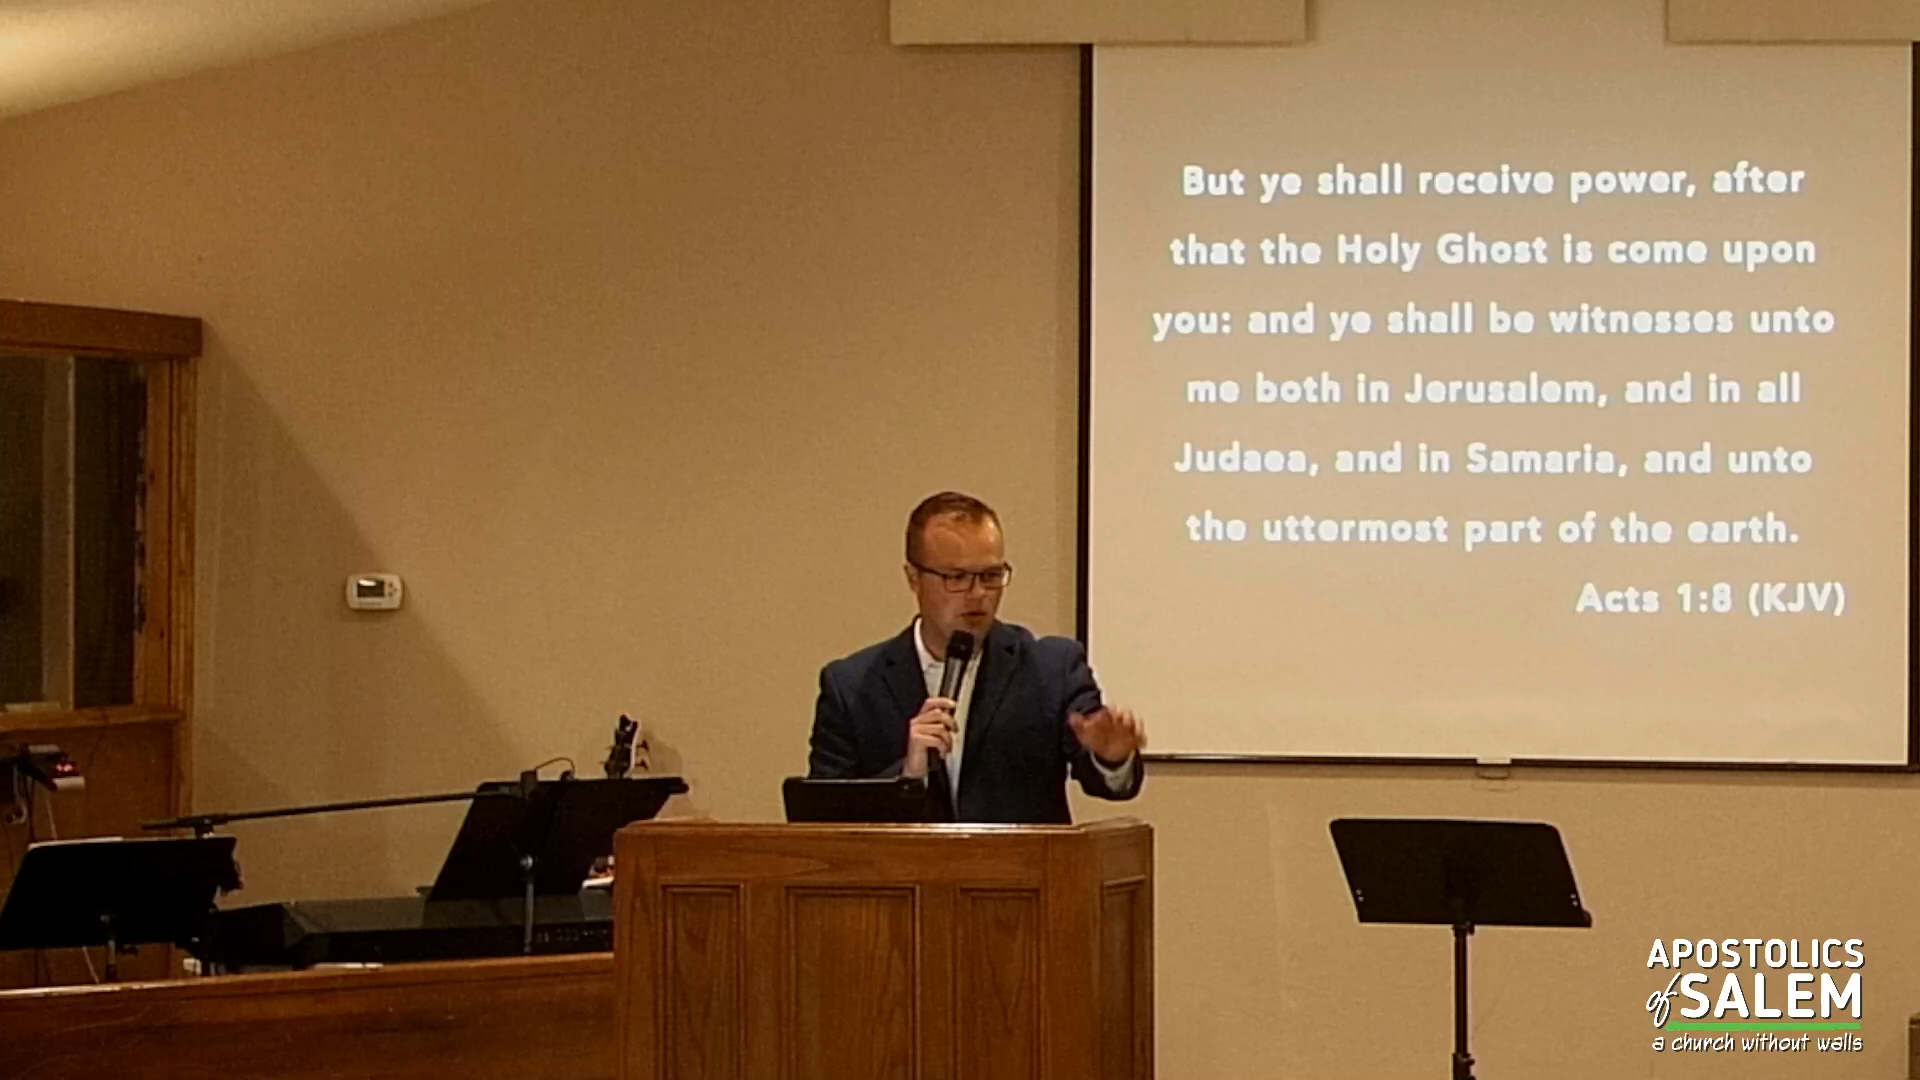 But ye shall receive power, after
that the Holy Ghost is come upon
you: and ye shall be witnesses unto
me both in Jerusalem, and in all
Judaea, and in Samaria, and unto
the uttermost part of the earth.
Acts 1:8 (KJV)
APOSTOLICS
of SALEM
a church without walls